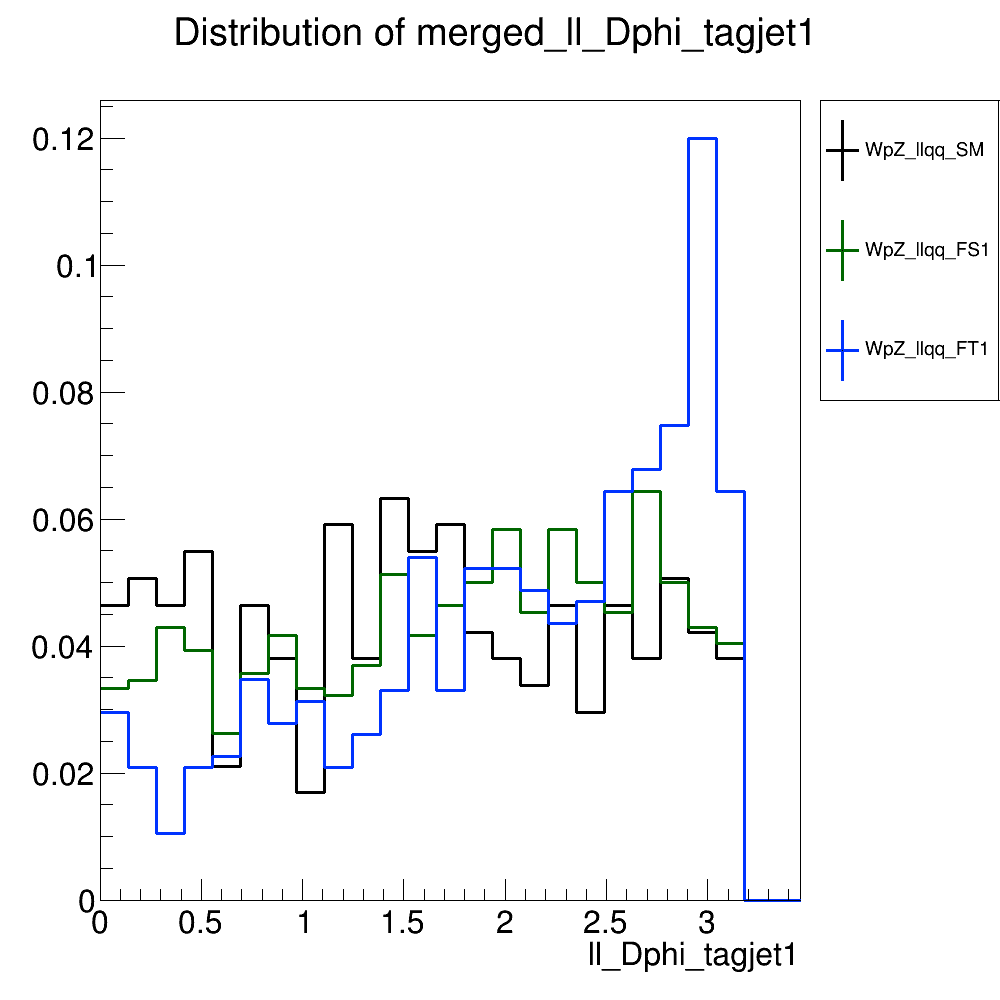 Distribution of merged_ll_Dphi_tagjet1
0.12
0.1
0.08
0.06
0.04
0.02
0
0 0.5 1 1.5 2 2.5 3
ll_Dphi_tagjet1
WpZ_llqq_SM
WpZ_llqq_FS1
WpZ_llqq_FT1